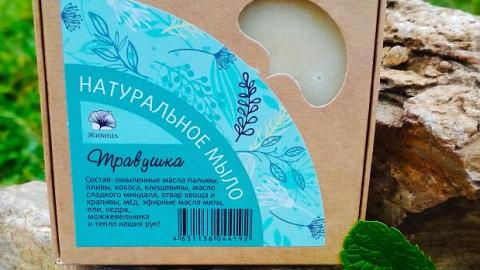 НАТУРАЛЬНОЕ МЫЛО
Живица
Травушка
Состав: омыленные масла пальмы,
оливы, кокоса, клещевины, масло
сладкого миндаля, отвар хвоща и
крапивы, мёд, эфирные масла мяты,
ели, кедра,
можжевельника
и тепло наших рук!
4631136044192